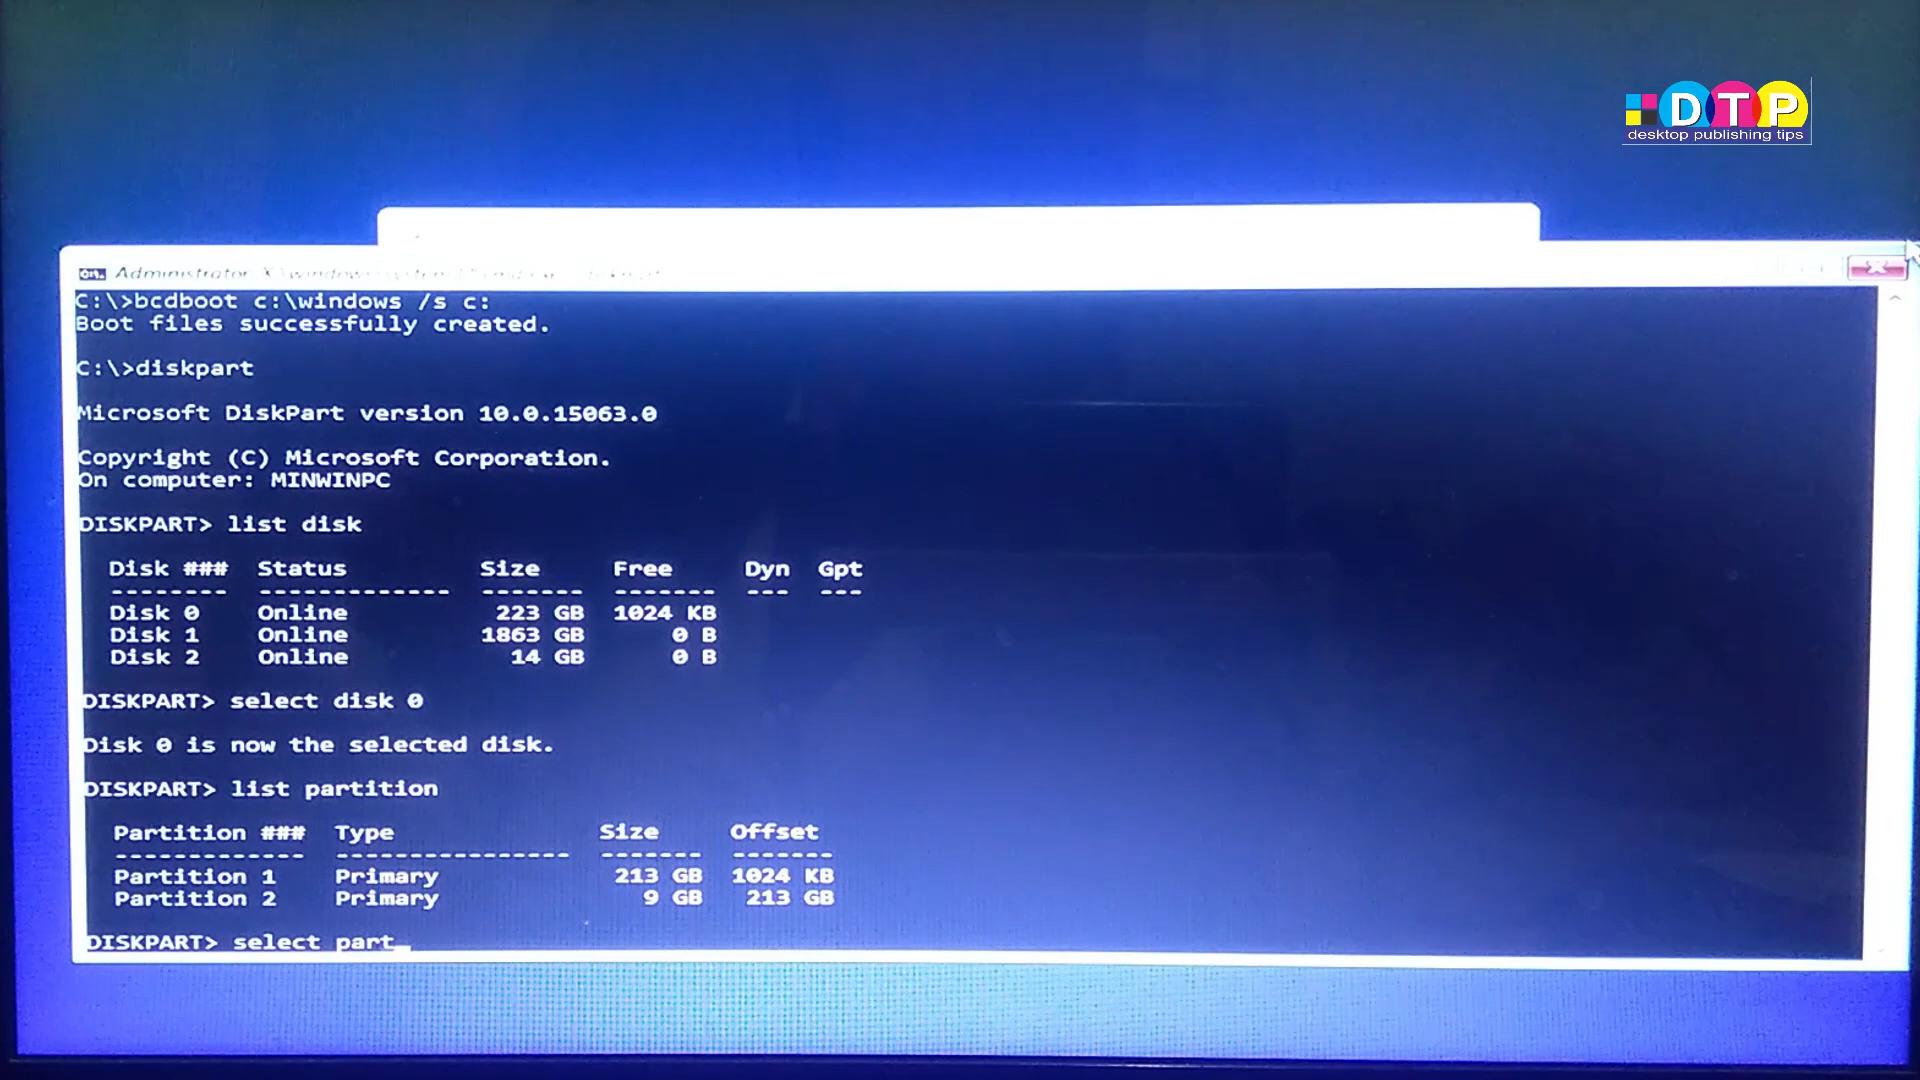 DTP
desktop publishing tips
Administrator
C:\>bcdboot c:\windows /s c:
Boot files successfully created.
C:\>diskpart
Microsoft DiskPart version 10.0.15063.0
Copyright (C) Microsoft Corporation.
On computer: MINWINPC
DISKPART> list disk
Disk ### Status Size Free Dyn Gpt
-------- ------------- ------- ------- --- ---
Disk 0 Online 223 GB 1024 KB
Disk 1 Online 1863 GB 0 B
Disk 2 Online 14 GB 0 B
DISKPART> select disk 0
Disk 0 is now the selected disk.
DISKPART> list partition
Partition ### Type Size Offset
------------- ---------------- ------- -------
Partition 1 Primary 213 GB 1024 KB
Partition 2 Primary 9 GB 213 GB
DISKPART> select part_